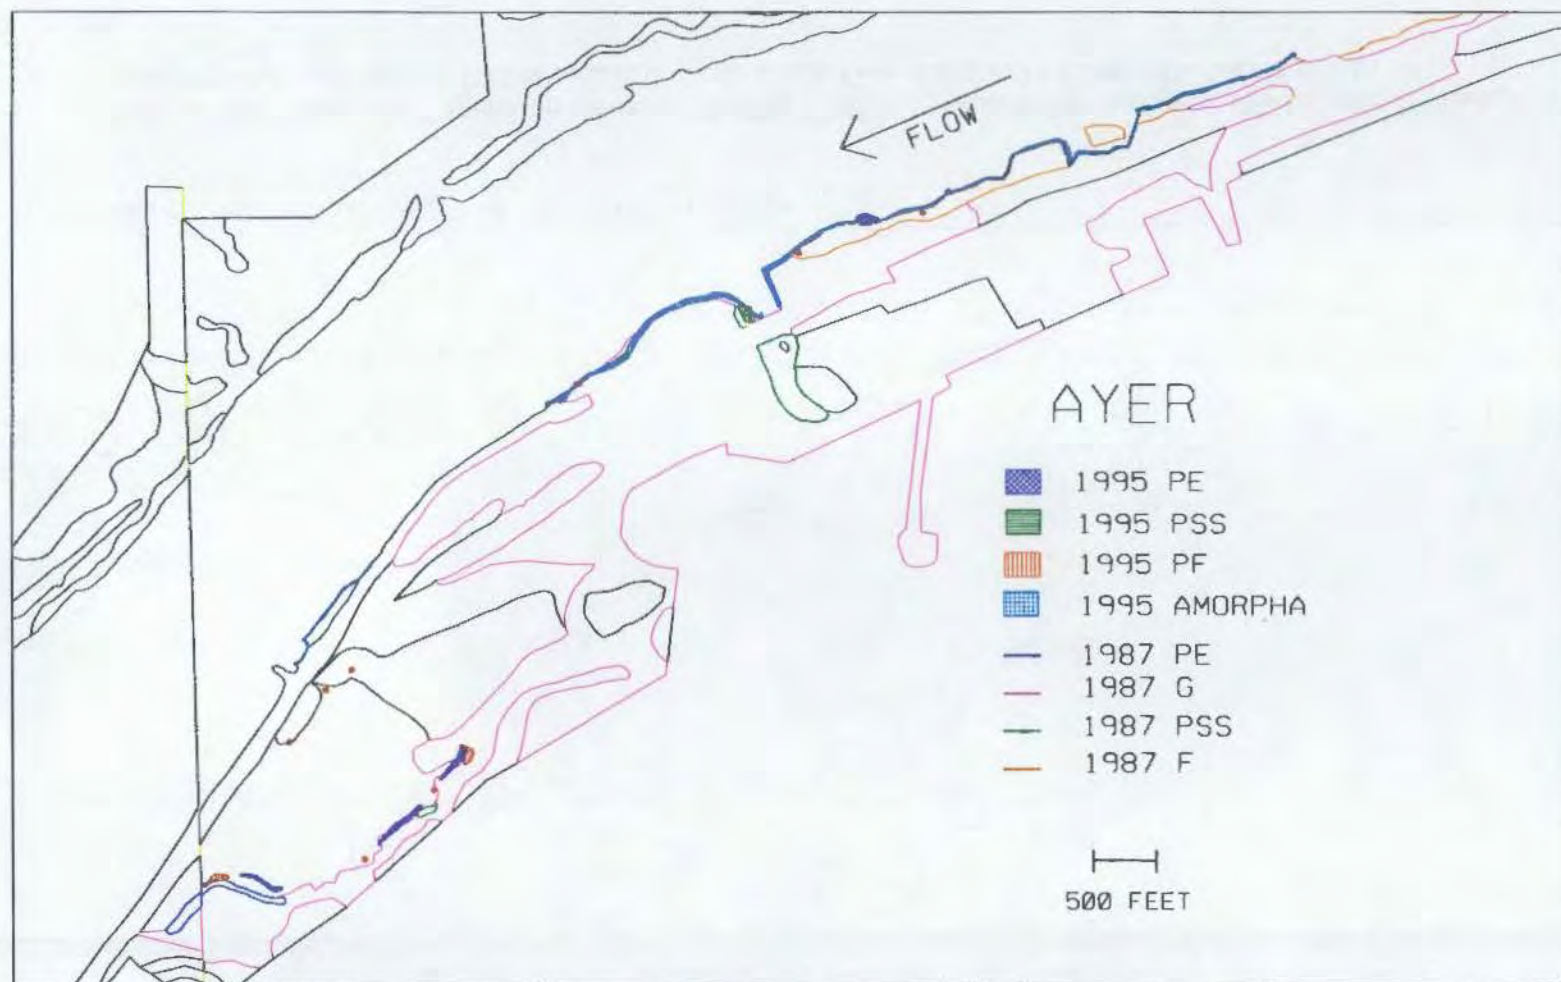 FLOW
AYER
1995 PE
1995 PSS
1995 PF
1995 AMORPHA
1987 PE
1987 G
1987 PSS
1987 F
500 FEET